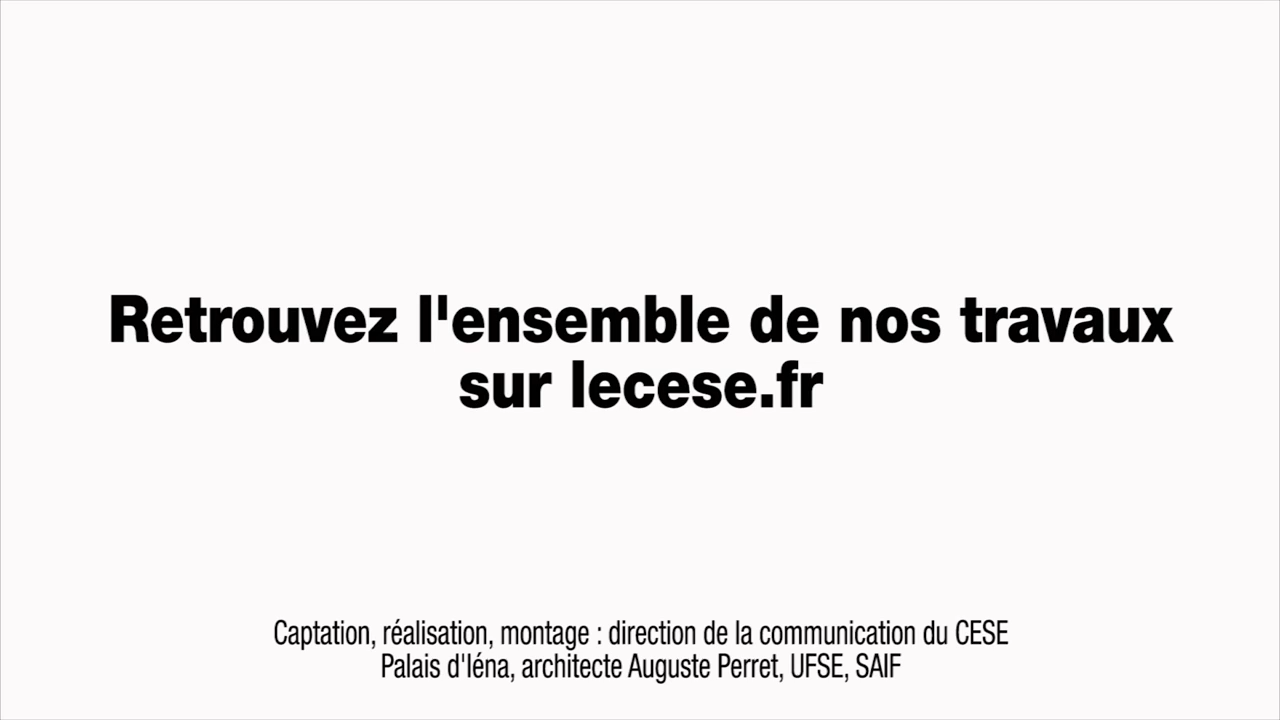 Retrouvez l'ensemble de nos travaux
sur lecese.fr
Captation, réalisation, montage : direction de la communication du CESE
Palais d'Iéna, architecte Auguste Perret, UFSE, SAIF